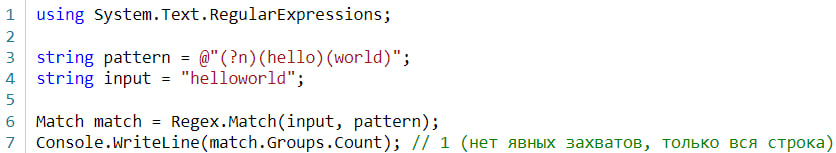 1 using System.Text.RegularExpressions;
2
3 string pattern = @"(?n)(hello)(world)";
4 string input = "helloworld";
5
6 Match match = Regex.Match(input, pattern);
7 Console.WriteLine(match.Groups.Count); // 1 (нет явных захватов, только вся строка)